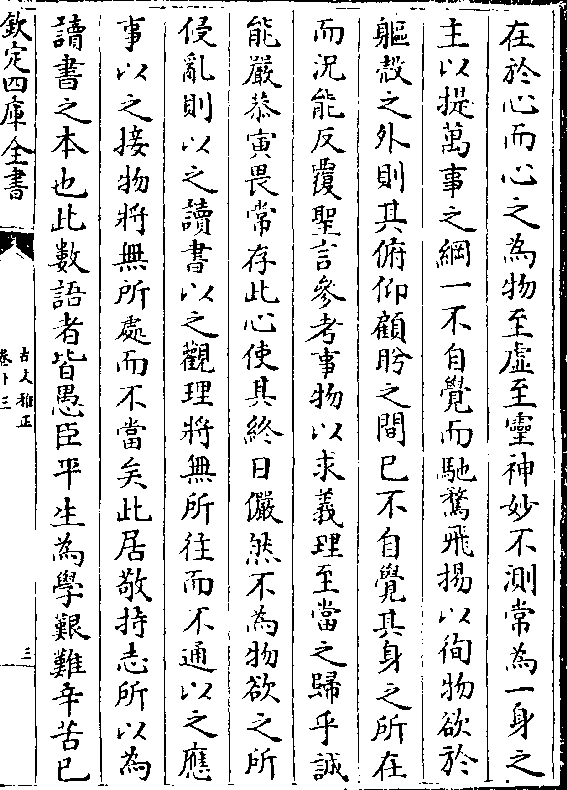 在於心而心之為物至虛至靈神妙不測常為一身之
主以提萬事之綱一不自覺而馳騖飛揚以徇物欲於
軀殼之外則其俯仰顧盻之間已不自覺其身之所在
而況能反覆聖言參考事物以求義理至當之歸乎誠
能嚴恭寅畏常存此心使其終日儼然不為物欲之所
侵亂則以之讀書以之觀理將無所往而不通以之應
事以之接物將無所處而不當矣此居敬持志所以為
讀書之本也此數語者皆愚臣平生為學艱難辛苦已
欽定四庫全書
古文雅正
卷十三
三